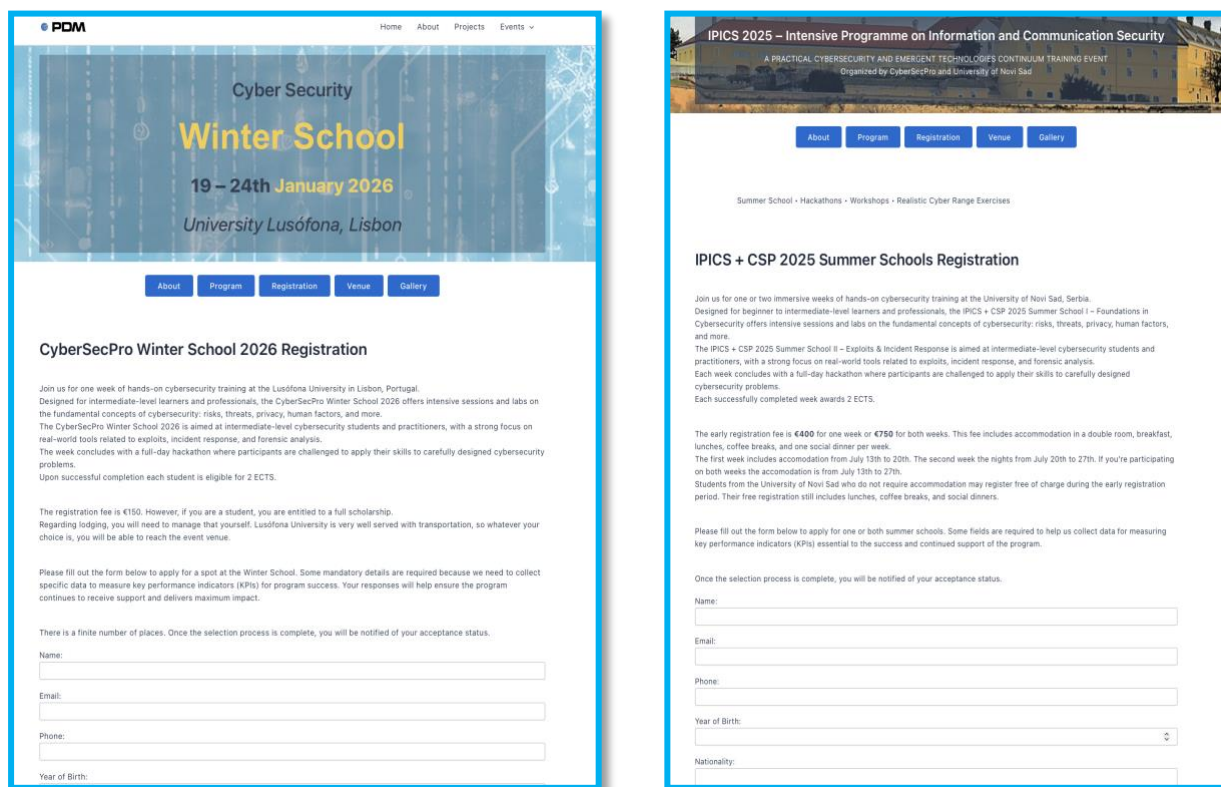 PDM
Home About Projects Events
Cyber Security
Winter School
19 – 24th January 2026
University Lusófona, Lisbon
About Program Registration Venue Gallery
CyberSecPro Winter School 2026 Registration
Join us for one week of hands-on cybersecurity training at the Lusófona University in Lisbon, Portugal.
Designed for intermediate-level learners and professionals, the CyberSecPro Winter School 2026 offers intensive sessions and labs on
the fundamental concepts of cybersecurity: risks, threats, privacy, human factors, and more.
The CyberSecPro Winter School 2026 is aimed at intermediate-level cybersecurity students and practitioners, with a strong focus on
real-world tools related to exploits, incident response, and forensic analysis.
The week concludes with a full-day hackathon where participants are challenged to apply their skills to carefully designed cybersecurity
problems.
Upon successful completion each student is eligible for 2 ECTS.
The registration fee is €150. However, if you are a student, you are entitled to a full scholarship.
Regarding lodging, you will need to manage that yourself. Lusófona University is very well served with transportation, so whatever your
choice is, you will be able to reach the event venue.
Please fill out the form below to apply for a spot at the Winter School. Some mandatory details are required because we need to collect
specific data to measure key performance indicators (KPIs) for program success. Your responses will help ensure the program
continues to receive support and delivers maximum impact.
There is a finite number of places. Once the selection process is complete, you will be notified of your acceptance status.
Name:
Email:
Phone:
Year of Birth:
IPICS 2025 – Intensive Programme on Information and Communication Security
A PRACTICAL CYBERSECURITY AND EMERGENT TECHNOLOGIES CONTINUUM TRAINING EVENT
Organized by CyberSecPro and University of Novi Sad
About Program Registration Venue Gallery
Summer School • Hackathons • Workshops • Realistic Cyber Range Exercises
IPICS + CSP 2025 Summer Schools Registration
Join us for one or two immersive weeks of hands-on cybersecurity training at the University of Novi Sad, Serbia.
Designed for beginner to intermediate-level learners and professionals, the IPICS + CSP 2025 Summer School I – Foundations in
Cybersecurity offers intensive sessions and labs on the fundamental concepts of cybersecurity: risks, threats, privacy, human factors,
and more.
The IPICS + CSP 2025 Summer School II – Exploits & Incident Response is aimed at intermediate-level cybersecurity students and
practitioners, with a strong focus on real-world tools related to exploits, incident response, and forensic analysis.
Each week concludes with a full-day hackathon where participants are challenged to apply their skills to carefully designed
cybersecurity problems.
Each successfully completed week awards 2 ECTS.
The early registration fee is €400 for one week or €750 for both weeks. This fee includes accommodation in a double room, breakfast,
lunches, coffee breaks, and one social dinner per week.
The first week includes accomodation from July 13th to 20th. The second week the nights from July 20th to 27th. If you're participating
on both weeks the accomodation is from July 13th to 27th.
Students from the University of Novi Sad who do not require accommodation may register free of charge during the early registration
period. Their free registration still includes lunches, coffee breaks, and social dinners.
Please fill out the form below to apply for one or both summer schools. Some fields are required to help us collect data for measuring
key performance indicators (KPIs) essential to the success and continued support of the program.
Once the selection process is complete, you will be notified of your acceptance status.
Name:
Email:
Phone:
Year of Birth:
Nationality: